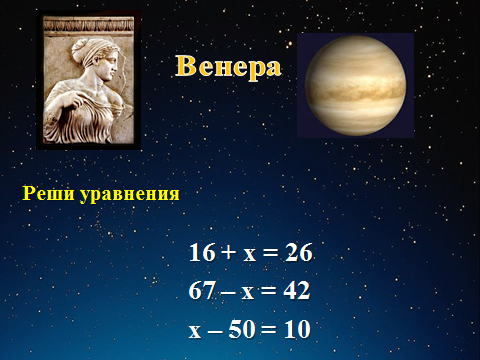 Венера
Реши уравнения
16 + x = 26
67 – x = 42
x – 50 = 10